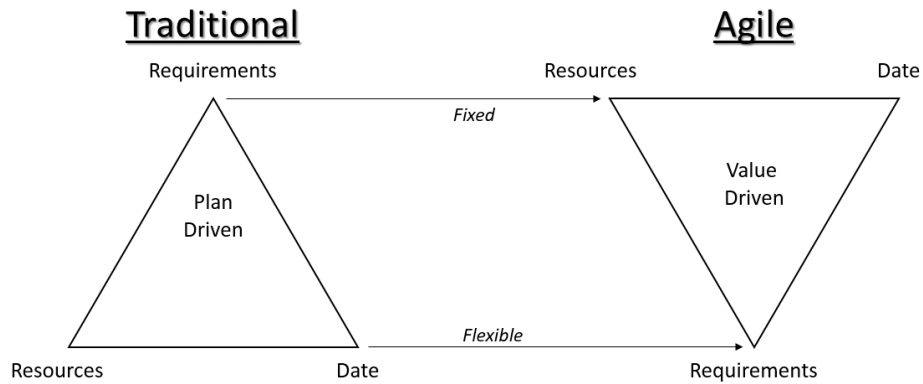 Traditional
Agile
Requirements
Resources
Date
Fixed
Plan
Driven
Value
Driven
Flexible
Resources
Date
Requirements